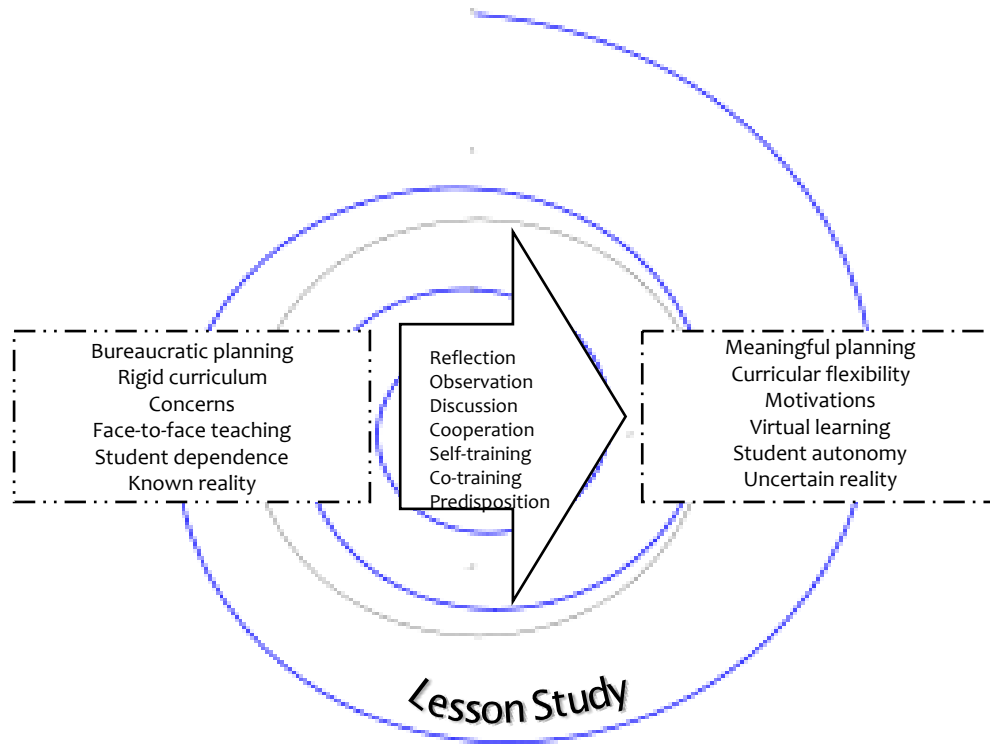 Bureaucratic planning
Rigid curriculum
Concerns
Face-to-face teaching
Student dependence
Known reality
Reflection
Observation
Discussion
Cooperation
Self-training
Co-training
Predisposition
Meaningful planning
Curricular flexibility
Motivations
Virtual learning
Student autonomy
Uncertain reality
Lesson Study